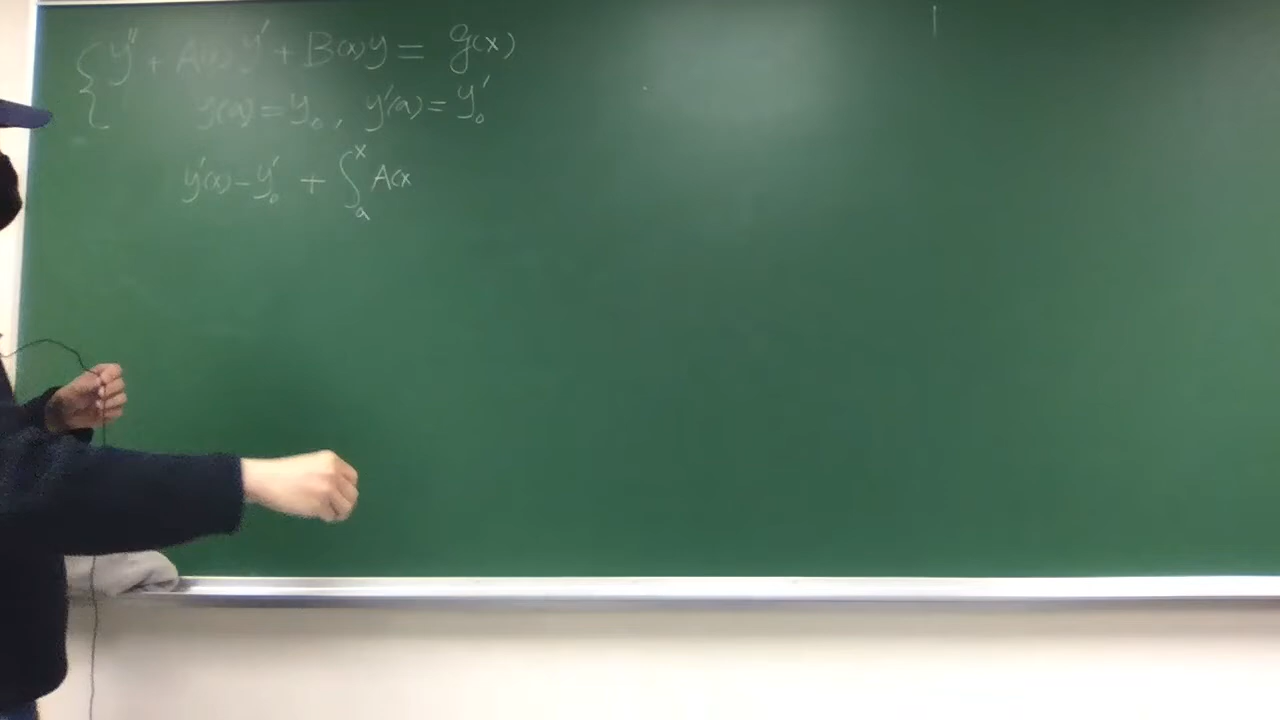 { y'' + A(x) y' + B(x) y = g(x)
y(a) = y₀, y'(a) = y₀'
y'(x) - y₀' + ∫ₐˣ A(x